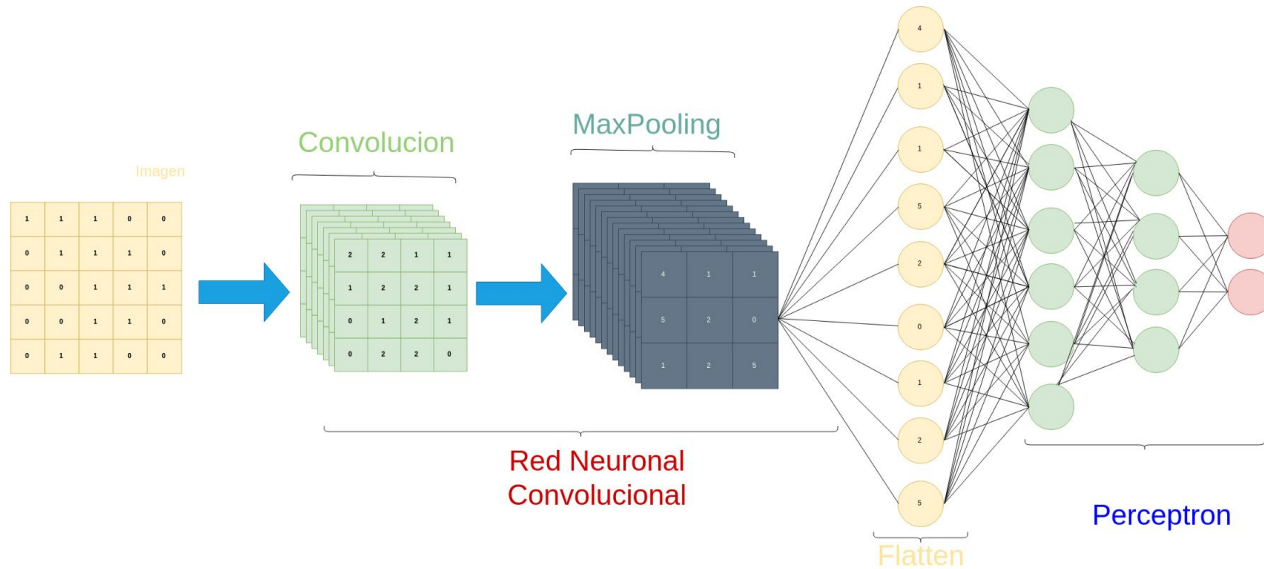 Imagen
1 1 1 0 0
0 1 1 1 0
0 0 1 1 1
0 0 1 1 0
0 1 1 0 0
Convolucion
2 2 1 1
1 2 2 1
0 1 2 1
0 2 2 0
MaxPooling
4 1 1
5 2 0
1 2 5
Red Neuronal
Convolucional
4
1
1
5
2
0
1
2
5
Flatten
Perceptron